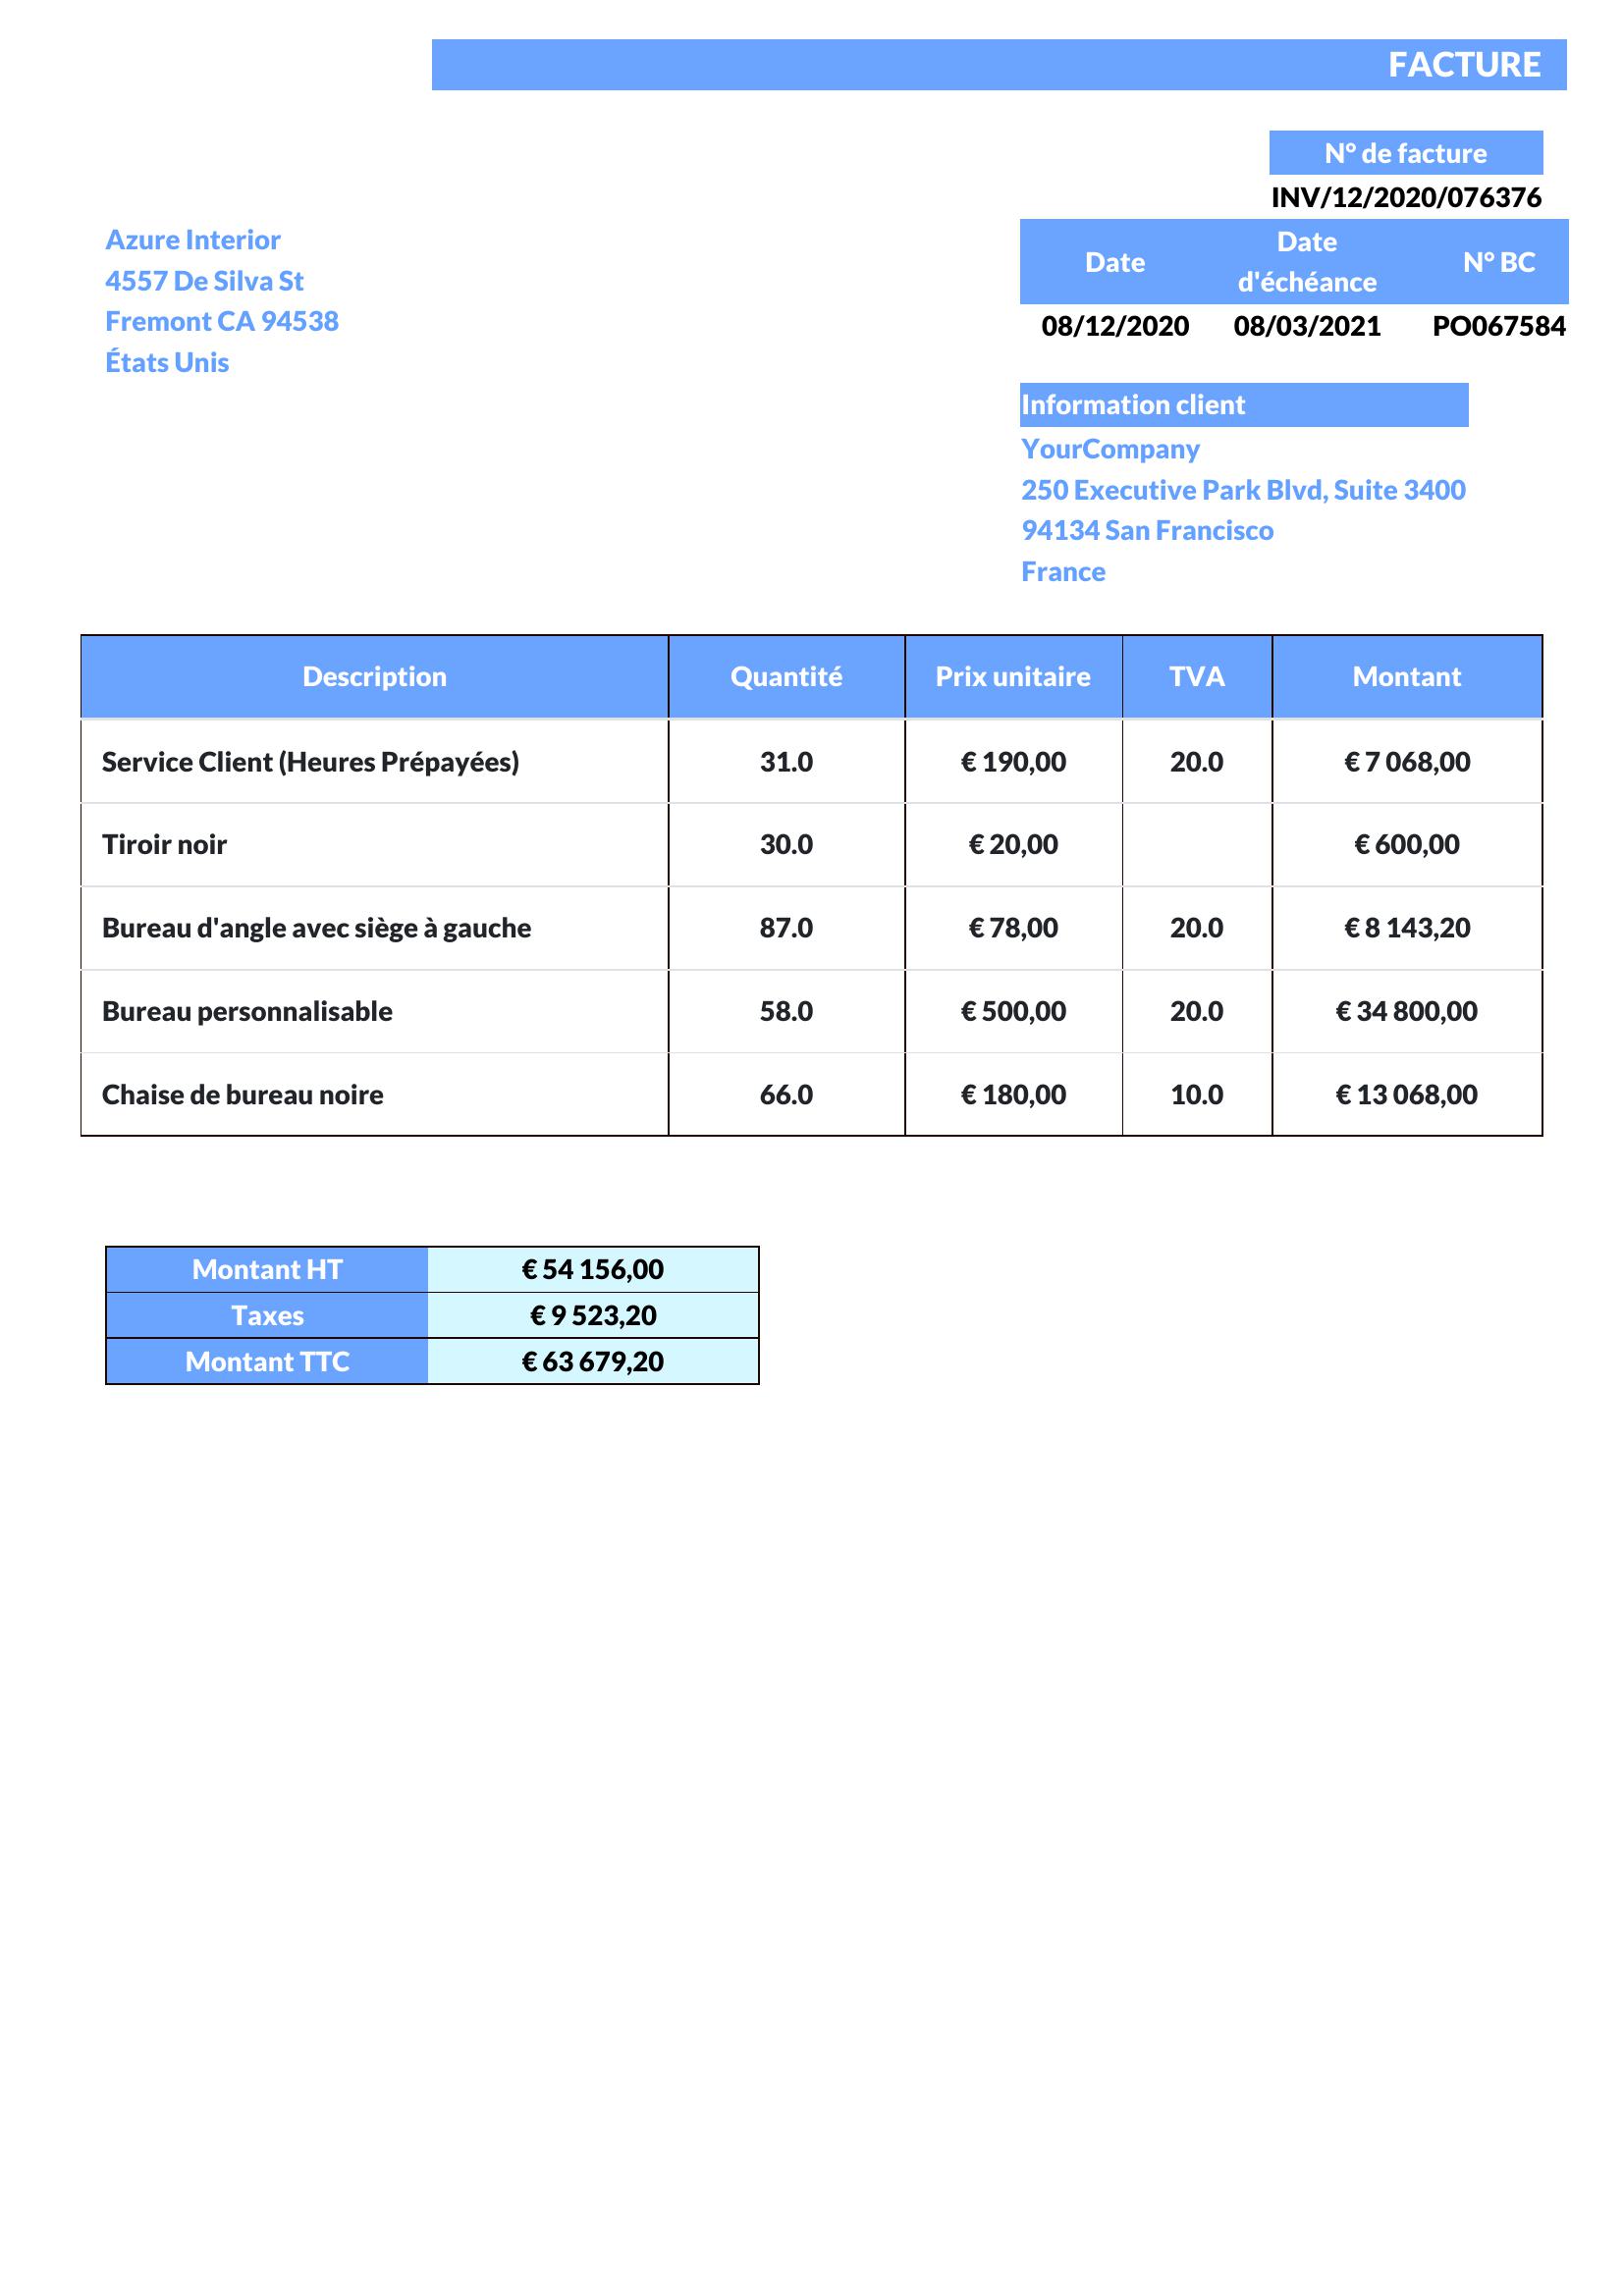 FACTURE
N° de facture
INV/12/2020/076376
Azure Interior
4557 De Silva St
Fremont CA 94538
États Unis
Date Date d'échéance N° BC
08/12/2020 08/03/2021 PO067584
Information client
YourCompany
250 Executive Park Blvd, Suite 3400
94134 San Francisco
France
Description Quantité Prix unitaire TVA Montant
Service Client (Heures Prépayées) 31.0 € 190,00 20.0 € 7 068,00
Tiroir noir 30.0 € 20,00 € 600,00
Bureau d'angle avec siège à gauche 87.0 € 78,00 20.0 € 8 143,20
Bureau personnalisable 58.0 € 500,00 20.0 € 34 800,00
Chaise de bureau noire 66.0 € 180,00 10.0 € 13 068,00
Montant HT € 54 156,00
Taxes € 9 523,20
Montant TTC € 63 679,20